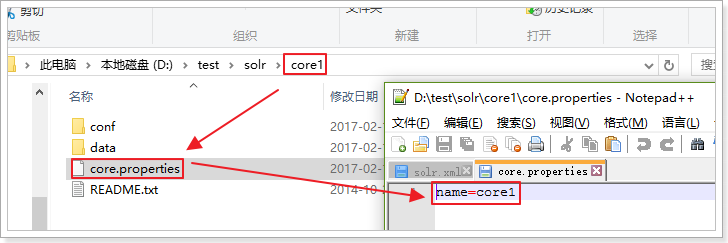 剪切
文件夹
历史记录
剪贴板
组织
新建
打开
选择
此电脑 > 本地磁盘 (D:) > test > solr > core1
名称
修改日期
conf
2017-02-
data
2017-02-
core.properties
2017-02-
README.txt
2014-10-
D:\test\solr\core1\core.properties - Notepad++
文件(F) 编辑(E) 搜索(S) 视图(V) 格式(M) 语言(L)
solr.xml
core.properties
name=core1